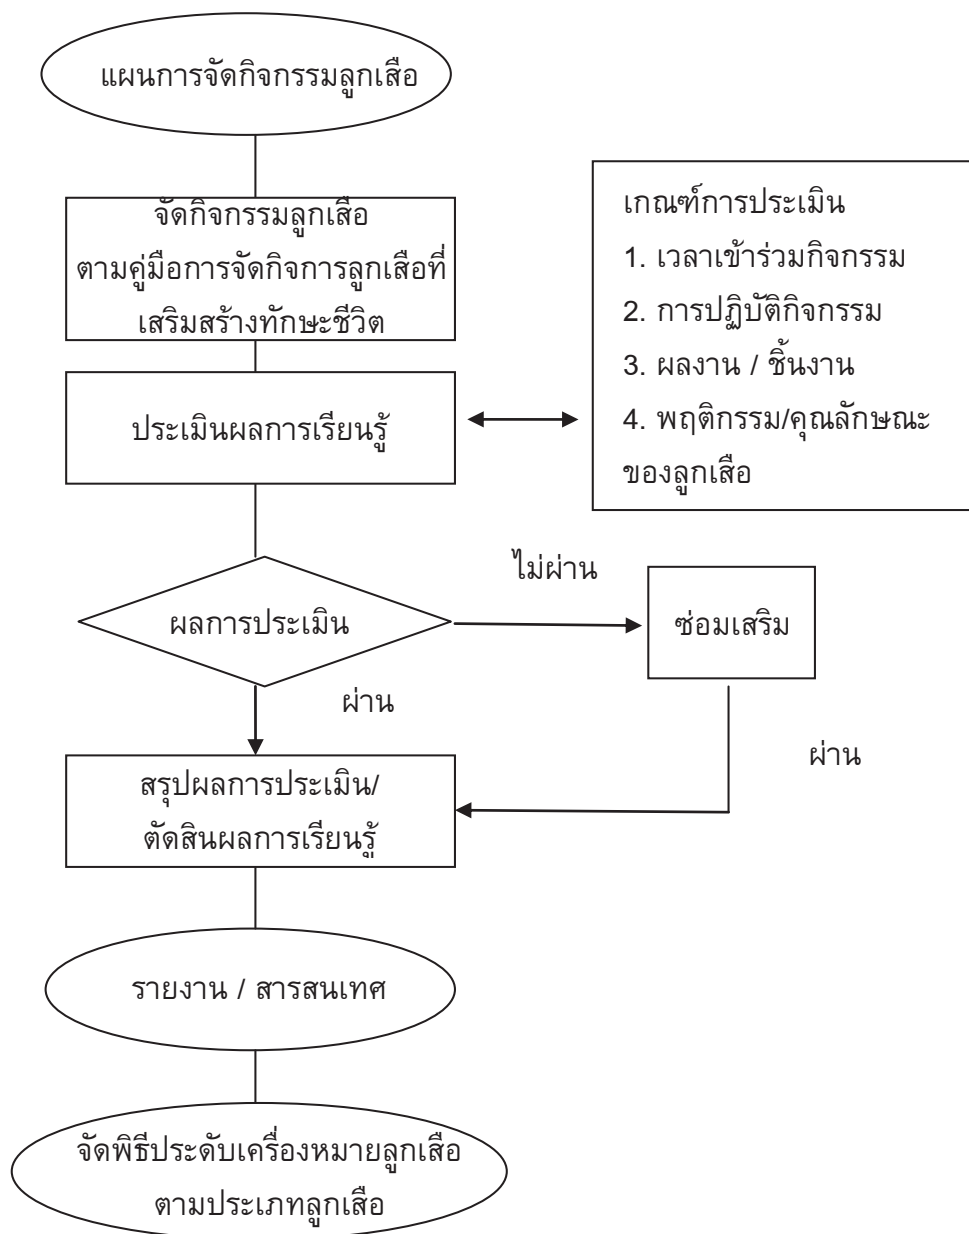 แผนการจัดกิจกรรมลูกเสือ
จัดกิจกรรมลูกเสือ
ตามคู่มือการจัดกิจการลูกเสือที่
เสริมสร้างทักษะชีวิต
เกณฑ์การประเมิน
1. เวลาเข้าร่วมกิจกรรม
2. การปฏิบัติกิจกรรม
3. ผลงาน / ชิ้นงาน
4. พฤติกรรม/คุณลักษณะ
ของลูกเสือ
ประเมินผลการเรียนรู้
ผลการประเมิน
ไม่ผ่าน
ซ่อมเสริม
ผ่าน
ผ่าน
สรุปผลการประเมิน/
ตัดสินผลการเรียนรู้
รายงาน / สารสนเทศ
จัดพิธีประดับเครื่องหมายลูกเสือ
ตามประเภทลูกเสือ